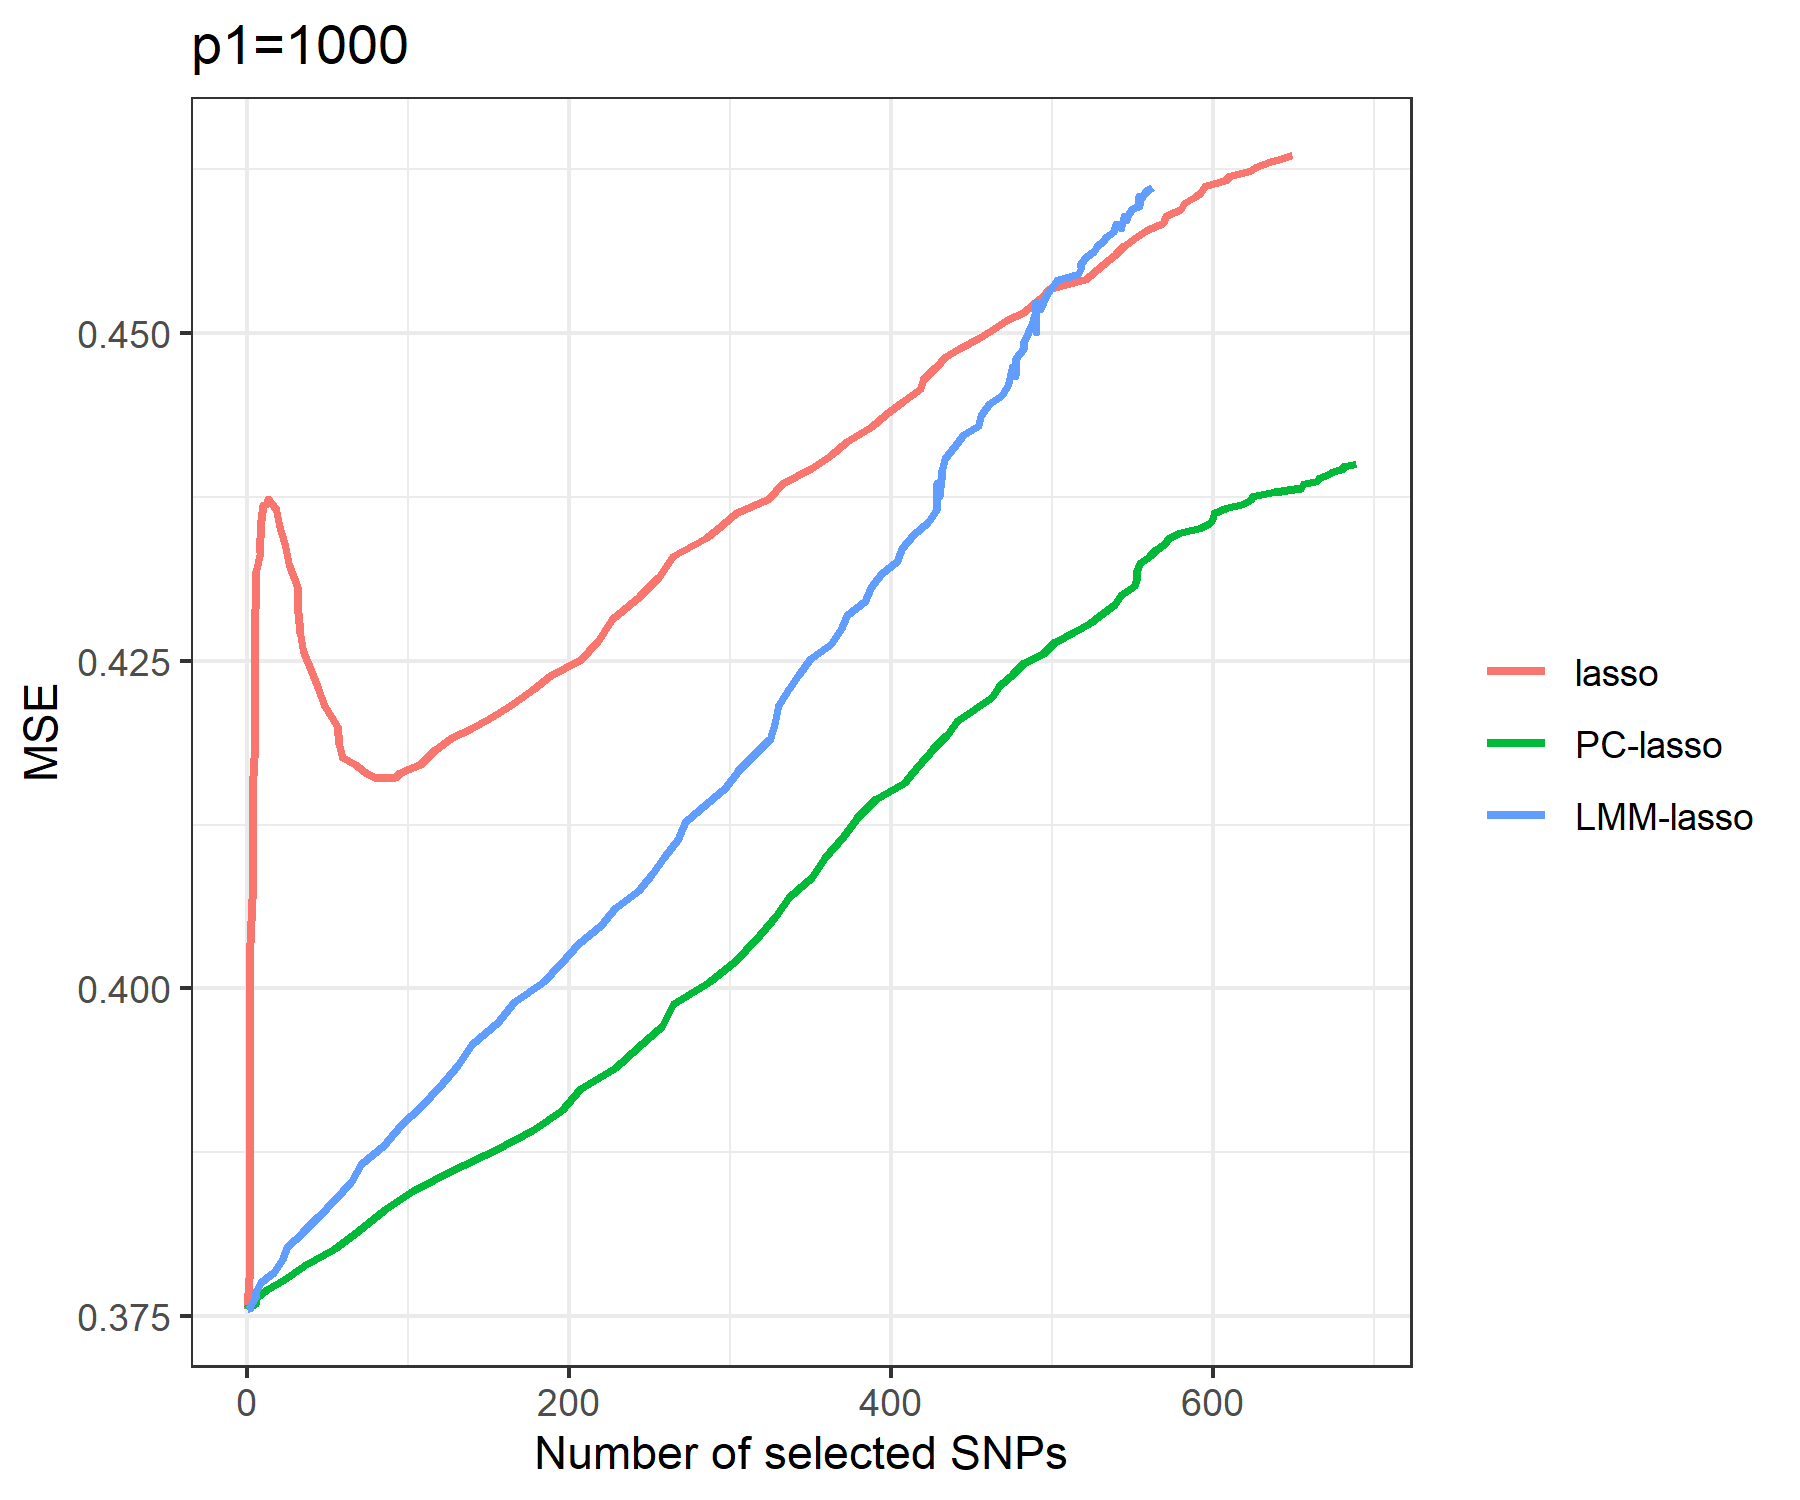 p1=1000
MSE
0.450
0.425
0.400
0.375
0 200 400 600
Number of selected SNPs
lasso
PC-lasso
LMM-lasso